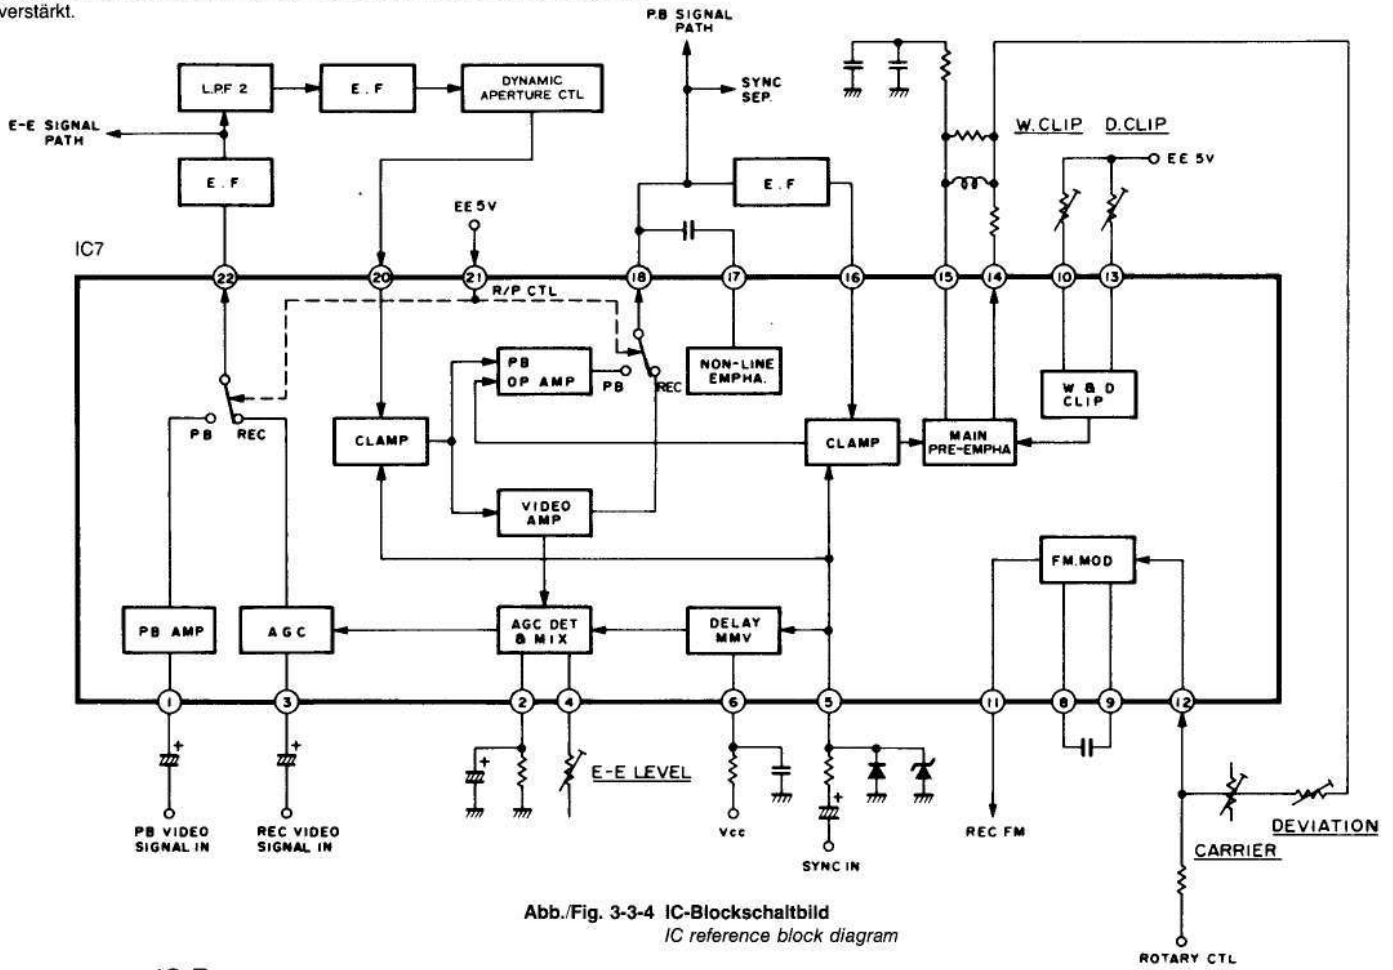 verstärkt.
P.B SIGNAL
PATH
L.P.F 2
E.F
DYNAMIC
APERTURE CTL
SYNC
SEP.
E-E SIGNAL
PATH
W.CLIP D.CLIP
EE 5V
E.F
E.F
EE 5V
IC7
22
20
21
18
17
16
15
14
10
13
R/P CTL
PB
OP AMP
PB
REC
NON-LINE
EMPHA.
W & D
CLIP
PB
REC
CLAMP
CLAMP
MAIN
PRE-EMPHA
VIDEO
AMP
FM.MOD
PB AMP
AGC
AGC DET
& MIX
DELAY
MMV
1
3
2
4
6
5
11
8
9
12
+
+
+
E-E LEVEL
+
PB VIDEO
SIGNAL IN
REC VIDEO
SIGNAL IN
Vcc
SYNC IN
REC FM
DEVIATION
CARRIER
Abb./Fig. 3-3-4 IC-Blockschaltbild
IC reference block diagram
ROTARY CTL